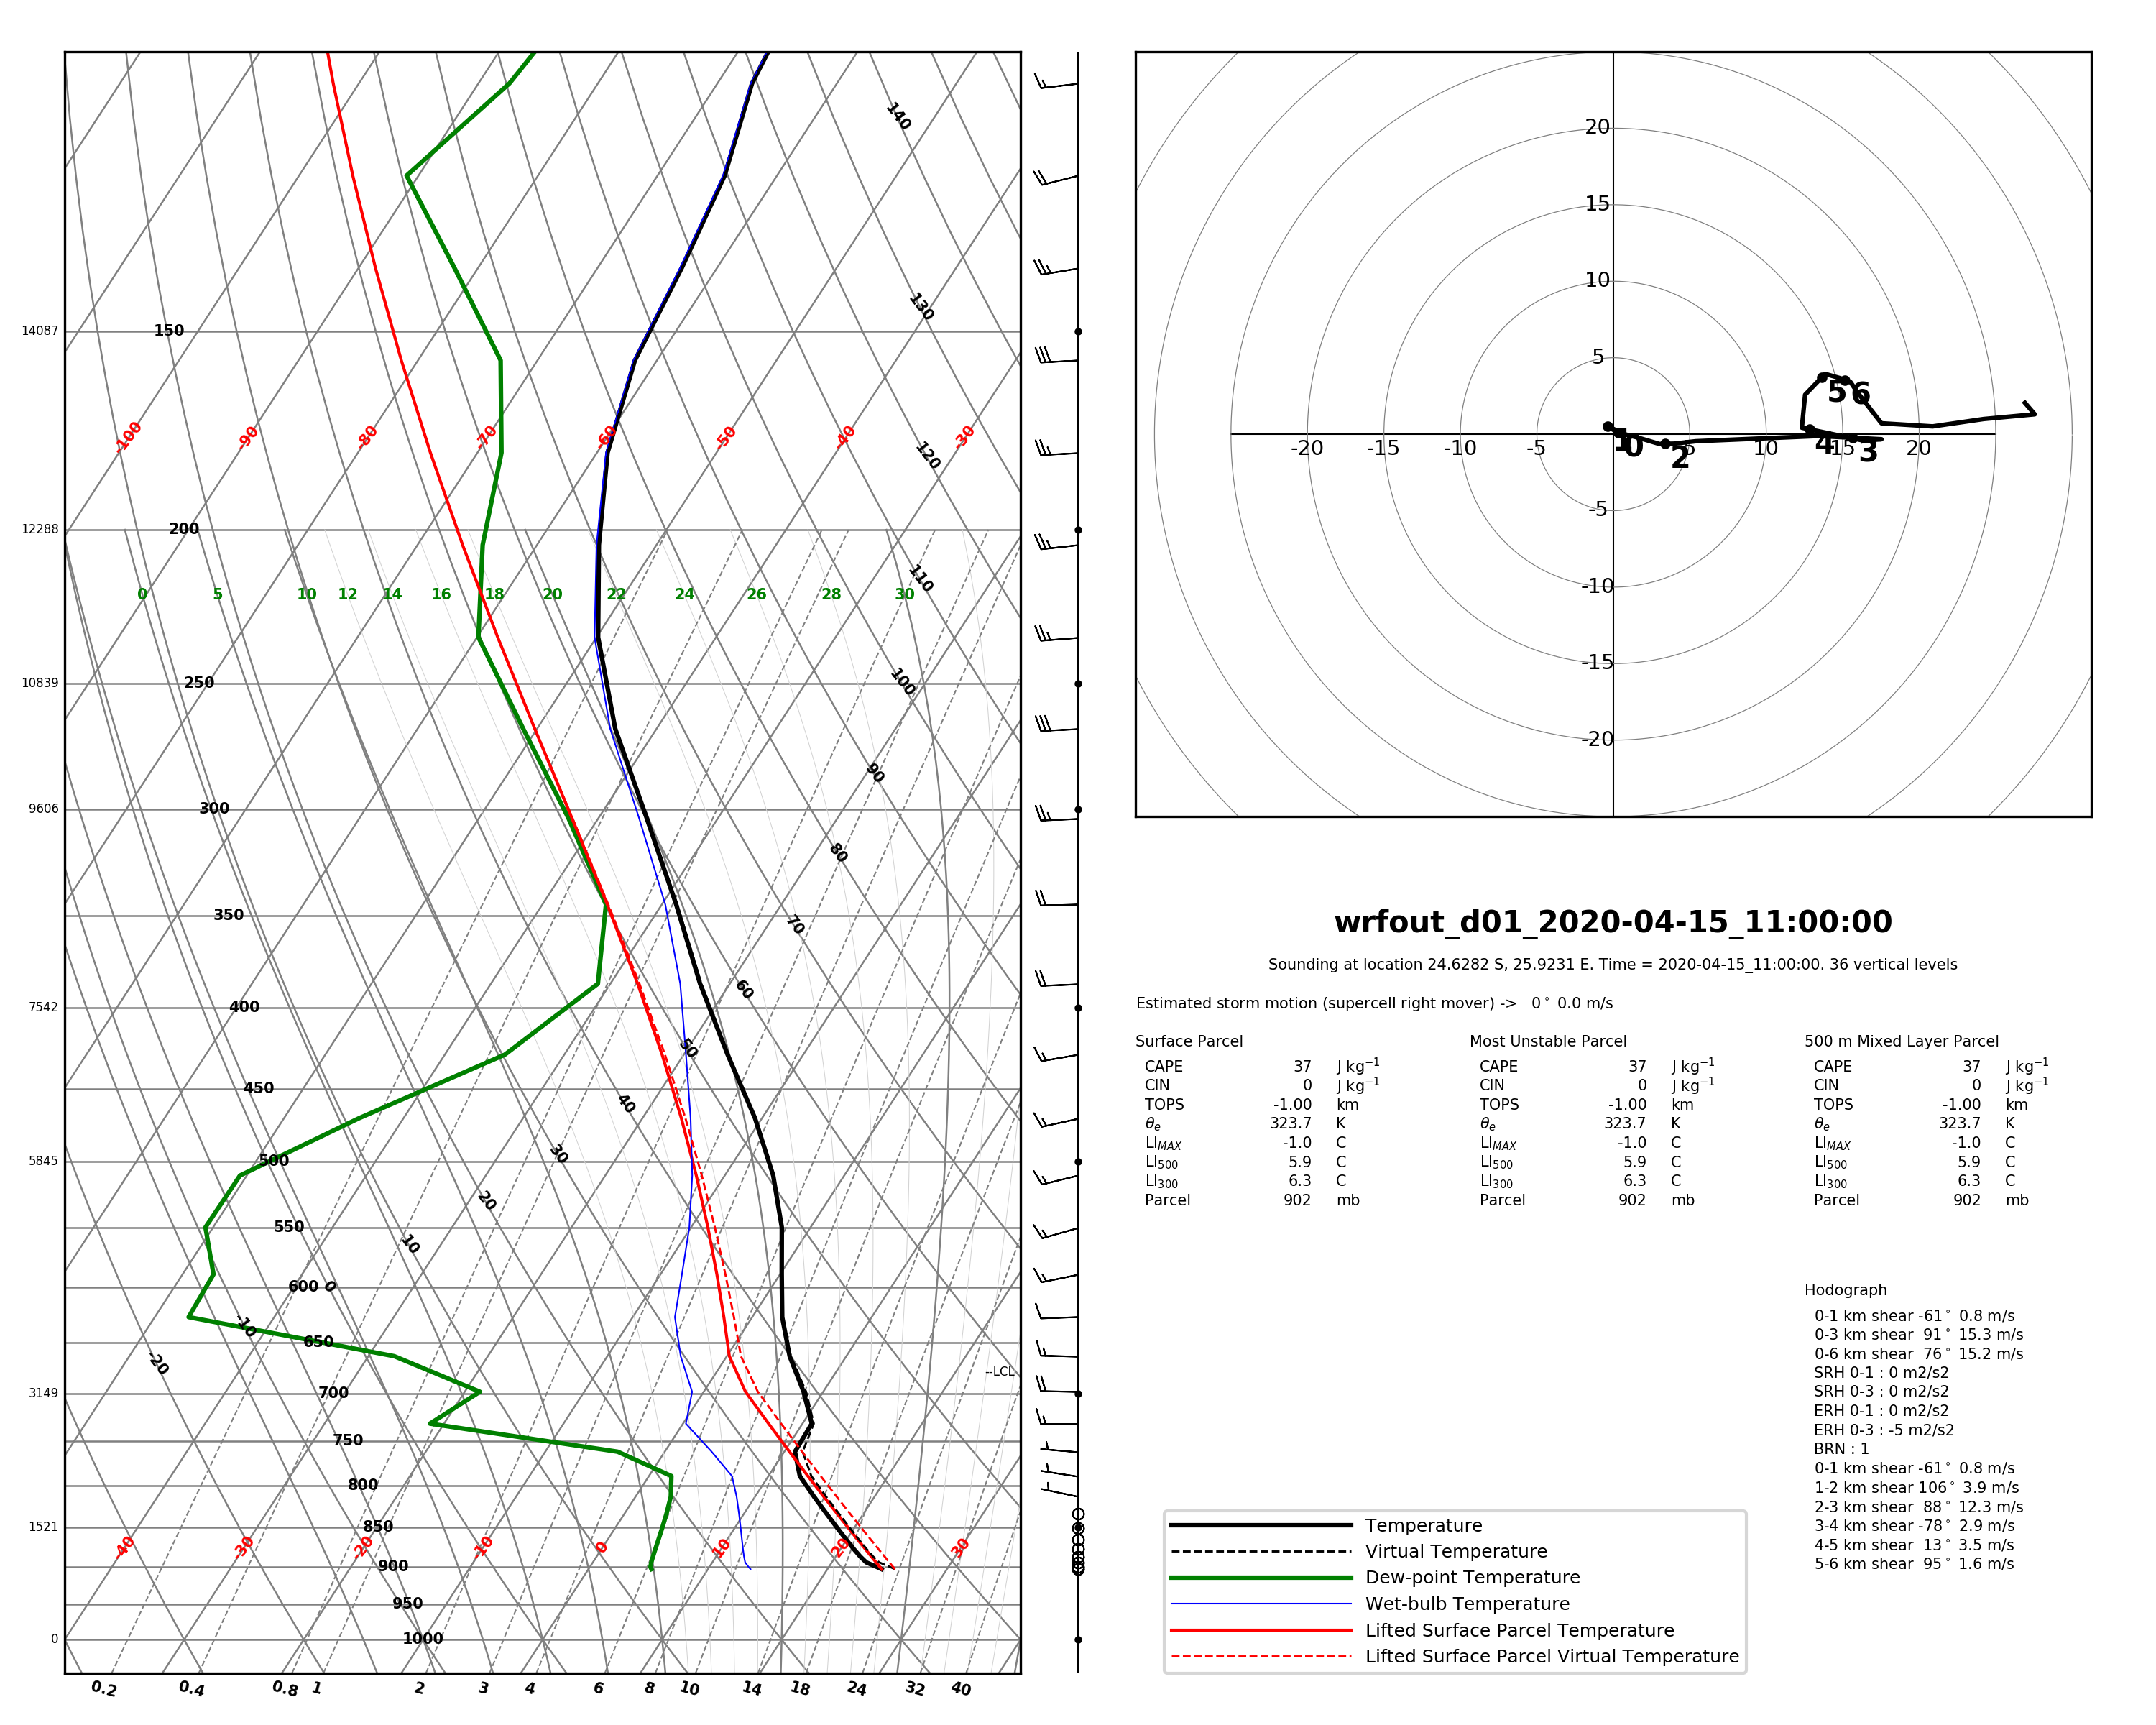 140
130
120
110
100
90
80
70
60
50
40
30
20
10
0
-10
-20
14087 150
-100 -90 -80 -70 -60 -50 -40 -30
12288 200
0 5 10 12 14 16 18 20 22 24 26 28 30
10839 250
9606 300
350
7542 400
450
5845 500
550
600
650
--LCL
3149 700
750
800
1521 850
-40 -30 -20 -10 0 10 20 30
900
950
0 1000
0.2 0.4 0.8 1 2 3 4 6 8 10 14 18 24 32 40
20
15
10
5
-5
-10
-15
-20
-20 -15 -10 -5 5 10 15 20
1 0 2 3 4 5 6
wrfout_d01_2020-04-15_11:00:00
Sounding at location 24.6282 S, 25.9231 E. Time = 2020-04-15_11:00:00. 36 vertical levels
Estimated storm motion (supercell right mover) -> 0° 0.0 m/s
Surface Parcel
CAPE 37 J kg⁻¹
CIN 0 J kg⁻¹
TOPS -1.00 km
θe 323.7 K
LIMAX -1.0 C
LI500 5.9 C
LI300 6.3 C
Parcel 902 mb
Most Unstable Parcel
CAPE 37 J kg⁻¹
CIN 0 J kg⁻¹
TOPS -1.00 km
θe 323.7 K
LIMAX -1.0 C
LI500 5.9 C
LI300 6.3 C
Parcel 902 mb
500 m Mixed Layer Parcel
CAPE 37 J kg⁻¹
CIN 0 J kg⁻¹
TOPS -1.00 km
θe 323.7 K
LIMAX -1.0 C
LI500 5.9 C
LI300 6.3 C
Parcel 902 mb
Hodograph
0-1 km shear -61° 0.8 m/s
0-3 km shear 91° 15.3 m/s
0-6 km shear 76° 15.2 m/s
SRH 0-1 : 0 m2/s2
SRH 0-3 : 0 m2/s2
ERH 0-1 : 0 m2/s2
ERH 0-3 : -5 m2/s2
BRN : 1
0-1 km shear -61° 0.8 m/s
1-2 km shear 106° 3.9 m/s
2-3 km shear 88° 12.3 m/s
3-4 km shear -78° 2.9 m/s
4-5 km shear 13° 3.5 m/s
5-6 km shear 95° 1.6 m/s
Temperature
Virtual Temperature
Dew-point Temperature
Wet-bulb Temperature
Lifted Surface Parcel Temperature
Lifted Surface Parcel Virtual Temperature